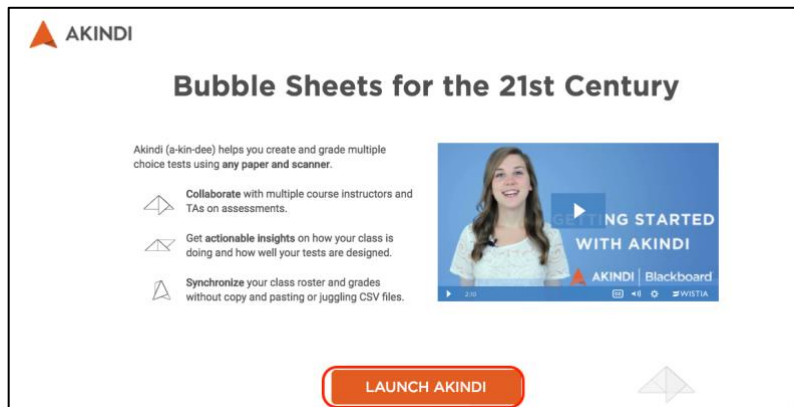 AKINDI
Bubble Sheets for the 21st Century
Akindi (a-kin-dee) helps you create and grade multiple
choice tests using any paper and scanner.
Collaborate with multiple course instructors and
TAs on assessments.
Get actionable insights on how your class is
doing and how well your tests are designed.
Synchronize your class roster and grades
without copy and pasting or juggling CSV files.
GETTING STARTED
WITH AKINDI
AKINDI | Blackboard
2:10
CC
WISTIA
LAUNCH AKINDI